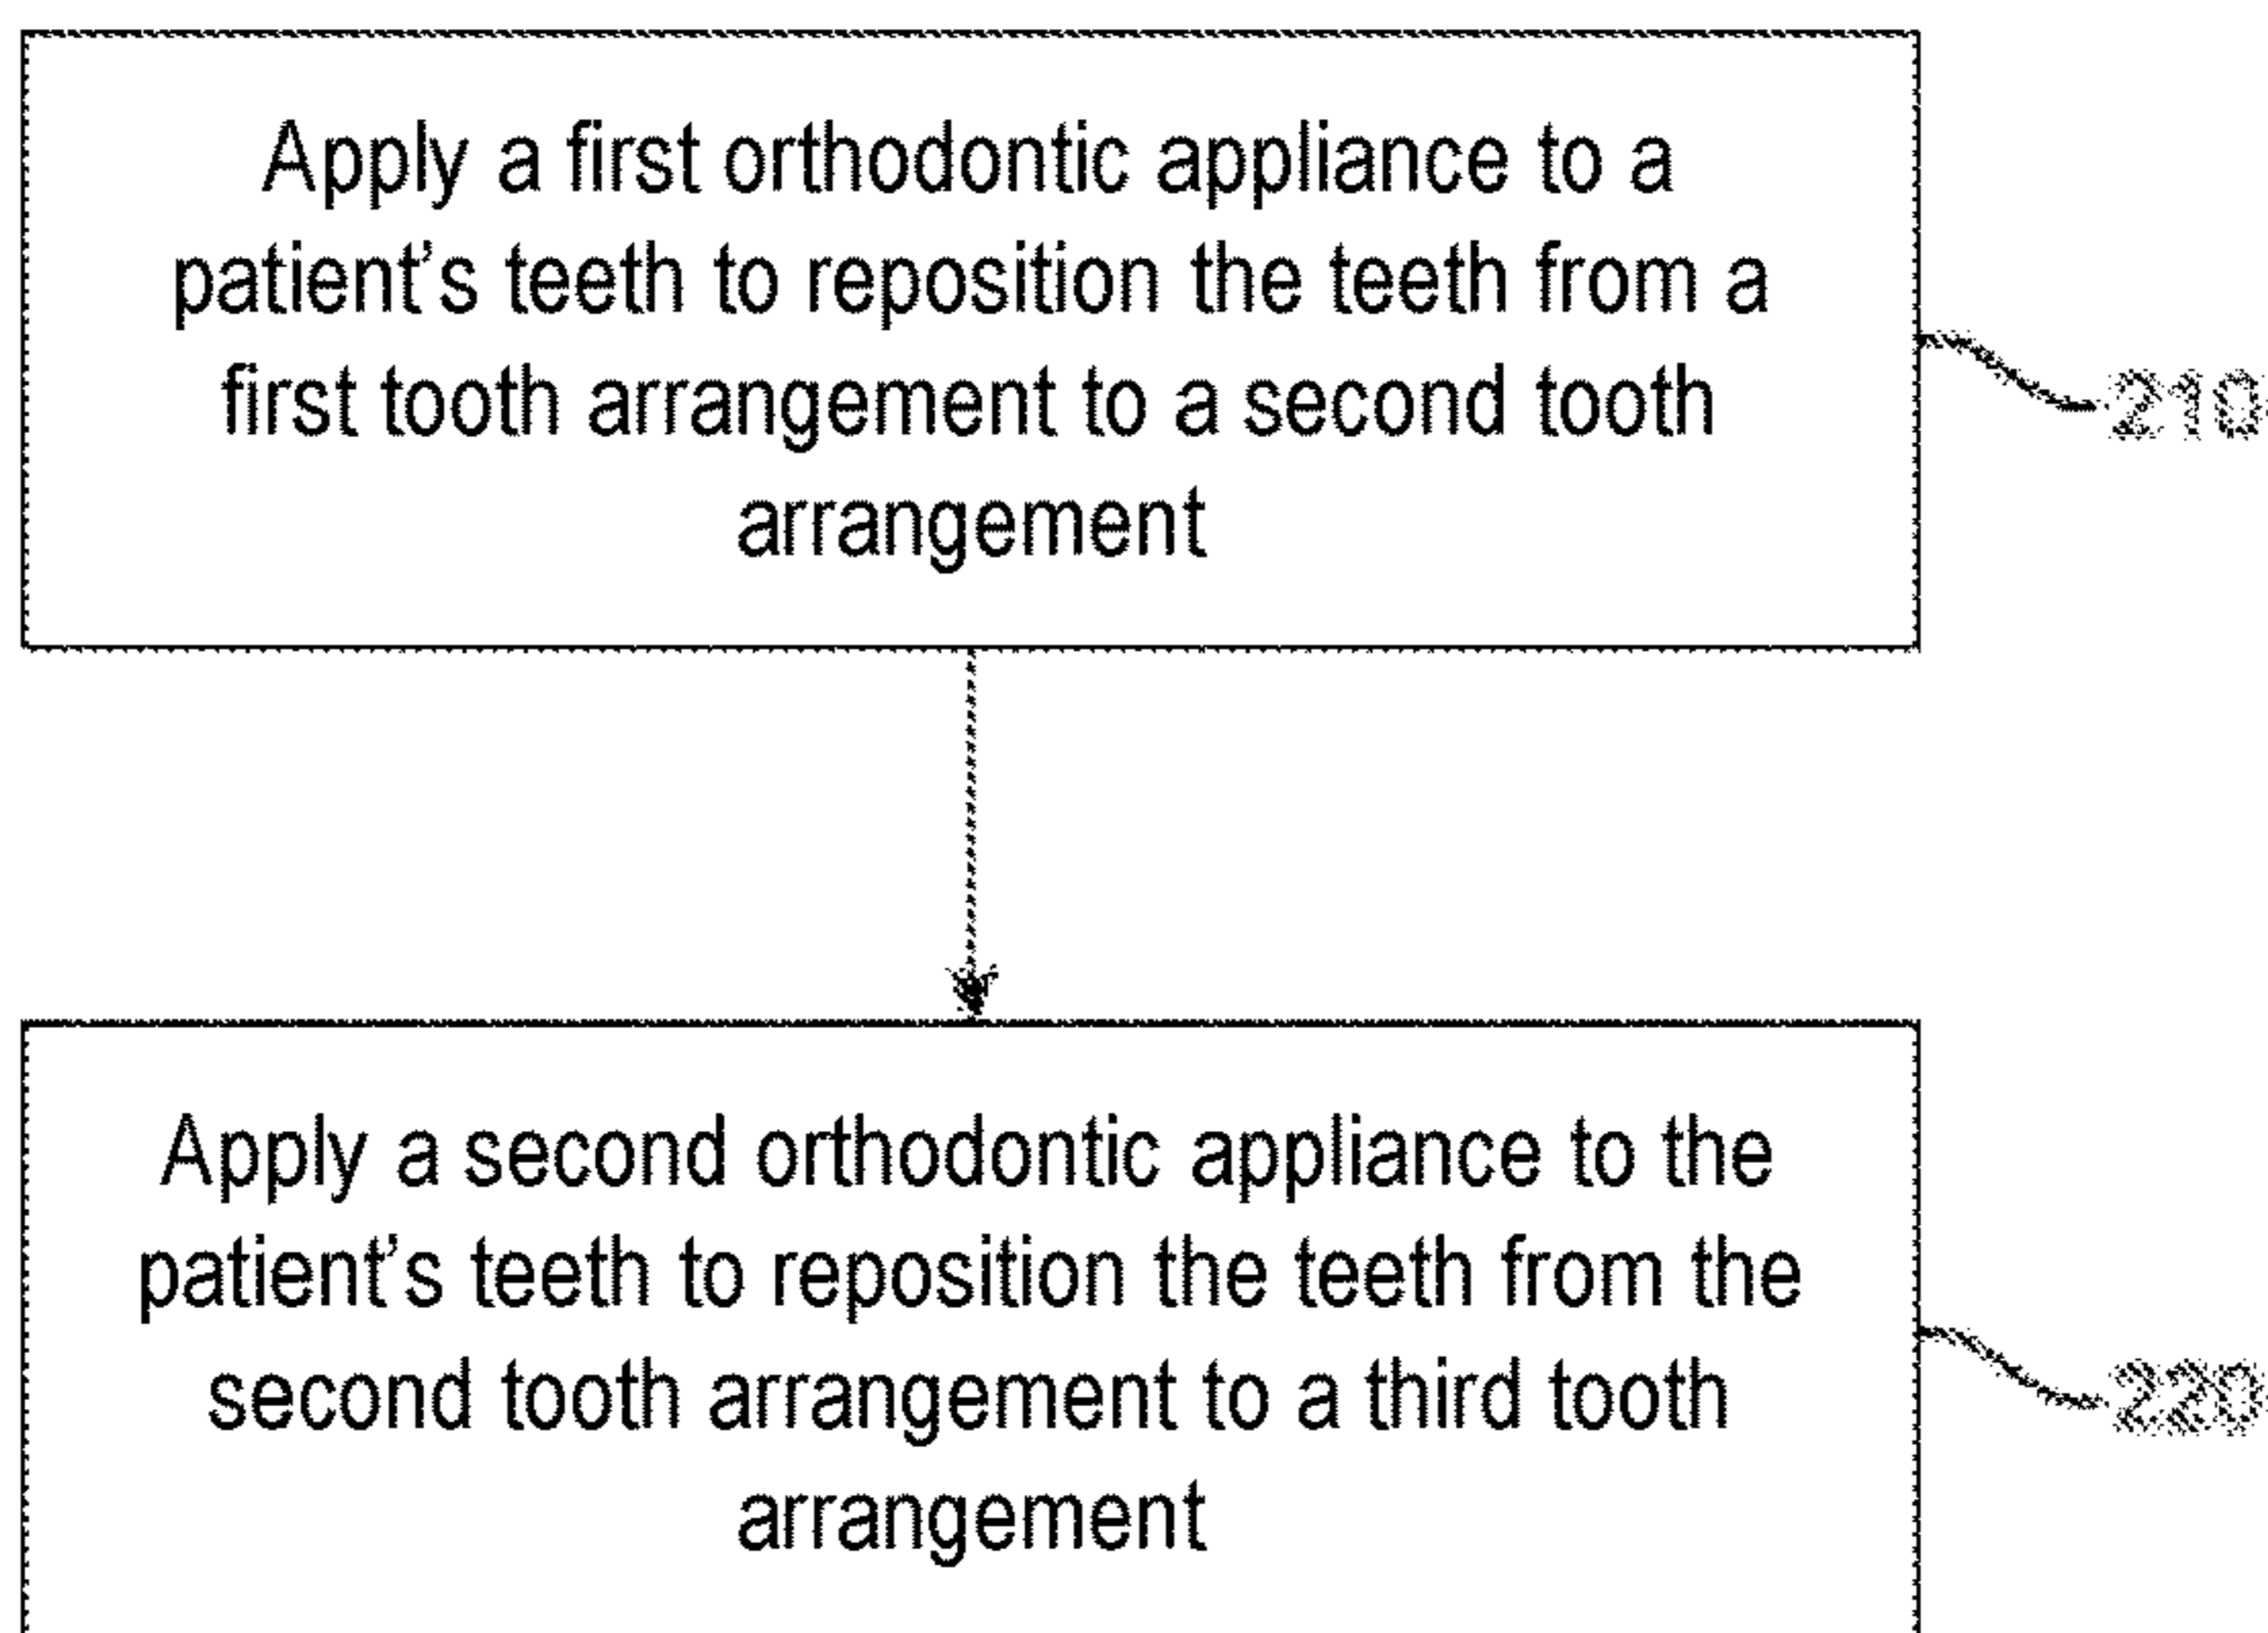 Apply a first orthodontic appliance to a
patient's teeth to reposition the teeth from a
first tooth arrangement to a second tooth
arrangement
210
Apply a second orthodontic appliance to the
patient's teeth to reposition the teeth from the
second tooth arrangement to a third tooth
arrangement
220